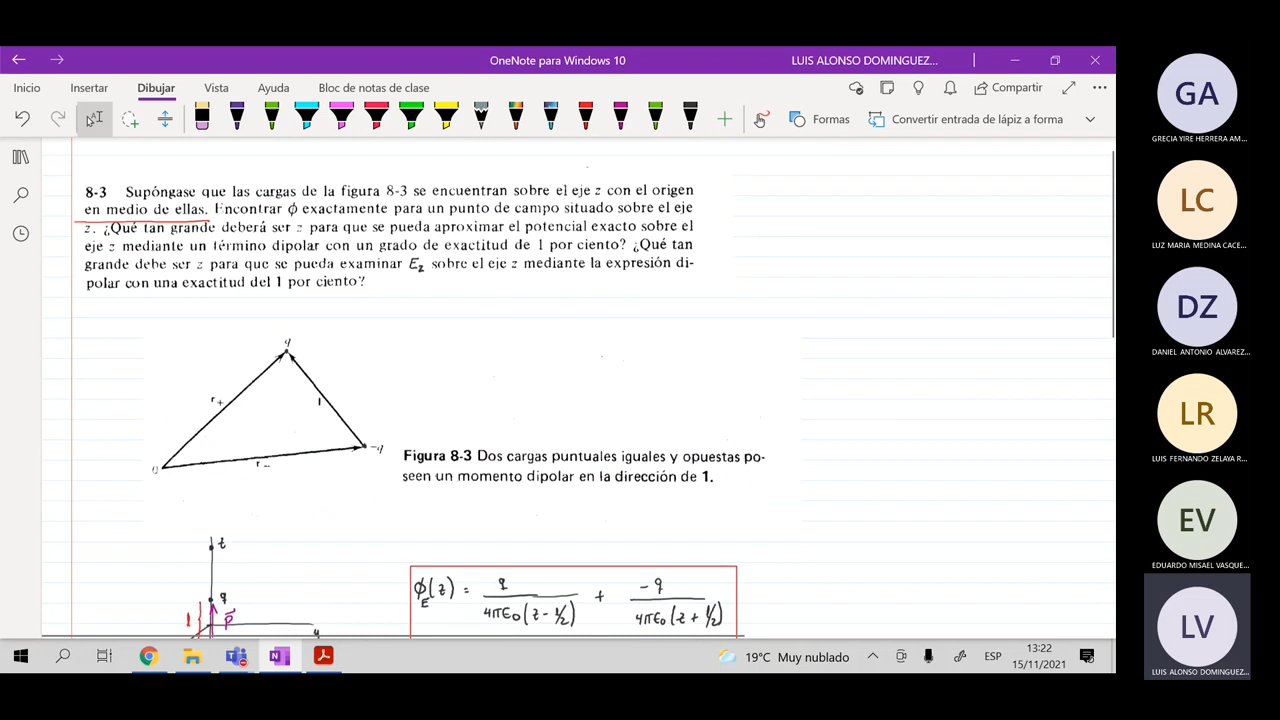 OneNote para Windows 10
LUIS ALONSO DOMINGUEZ...
Inicio
Insertar
Dibujar
Vista
Ayuda
Bloc de notas de clase
Compartir
Formas
Convertir entrada de lápiz a forma
8-3 Supóngase que las cargas de la figura 8-3 se encuentran sobre el eje z con el origen
en medio de ellas. Encontrar ϕ exactamente para un punto de campo situado sobre el eje
z. ¿Qué tan grande deberá ser z para que se pueda aproximar el potencial exacto sobre el
eje z mediante un término dipolar con un grado de exactitud de 1 por ciento? ¿Qué tan
grande debe ser z para que se pueda examinar E_z sobre el eje z mediante la expresión di-
polar con una exactitud del 1 por ciento?
q
r+
l
-q
0
r-
Figura 8-3 Dos cargas puntuales iguales y opuestas po-
seen un momento dipolar en la dirección de l.
z
q
l
p⃗
y
ϕ_E(z) = q / 4πε₀(z - l/2) + -q / 4πε₀(z + l/2)
19°C Muy nublado
ESP
13:22
15/11/2021
GA
GRECIA YIRE HERRERA AM...
LC
LUZ MARIA MEDINA CACE...
DZ
DANIEL ANTONIO ALVAREZ...
LR
LUIS FERNANDO ZELAYA R...
EV
EDUARDO MISAEL VASQUE...
LV
LUIS ALONSO DOMINGUEZ...